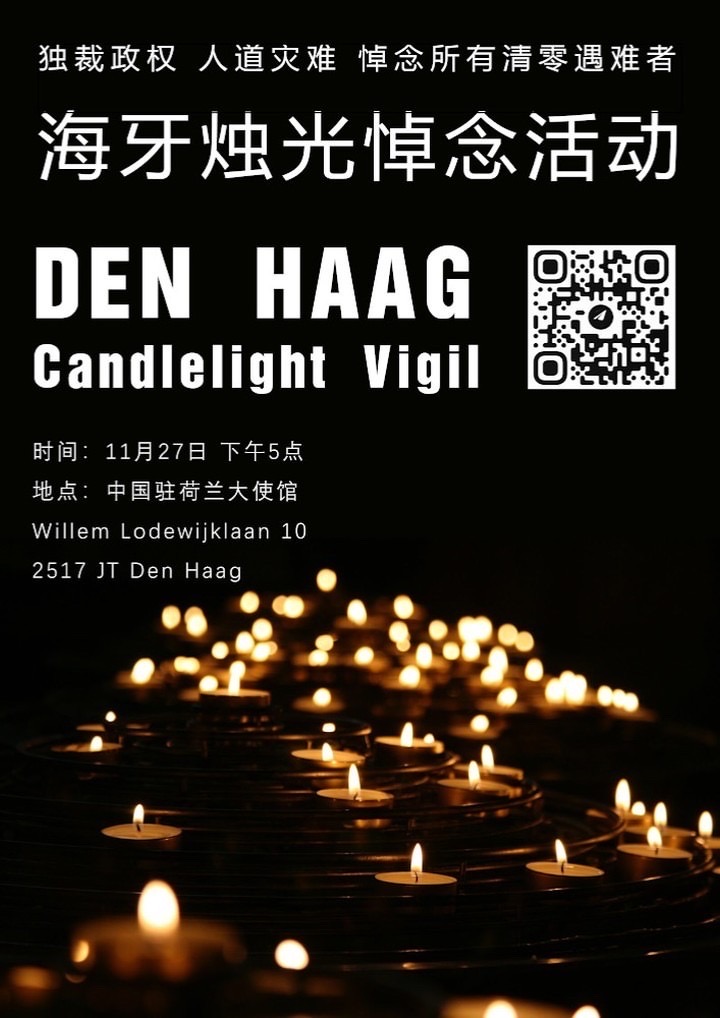 独裁政权 人道灾难 悼念所有清零遇难者
海牙烛光悼念活动
DEN HAAG
Candlelight Vigil
时间：11月27日 下午5点
地点：中国驻荷兰大使馆
Willem Lodewijklaan 10
2517 JT Den Haag